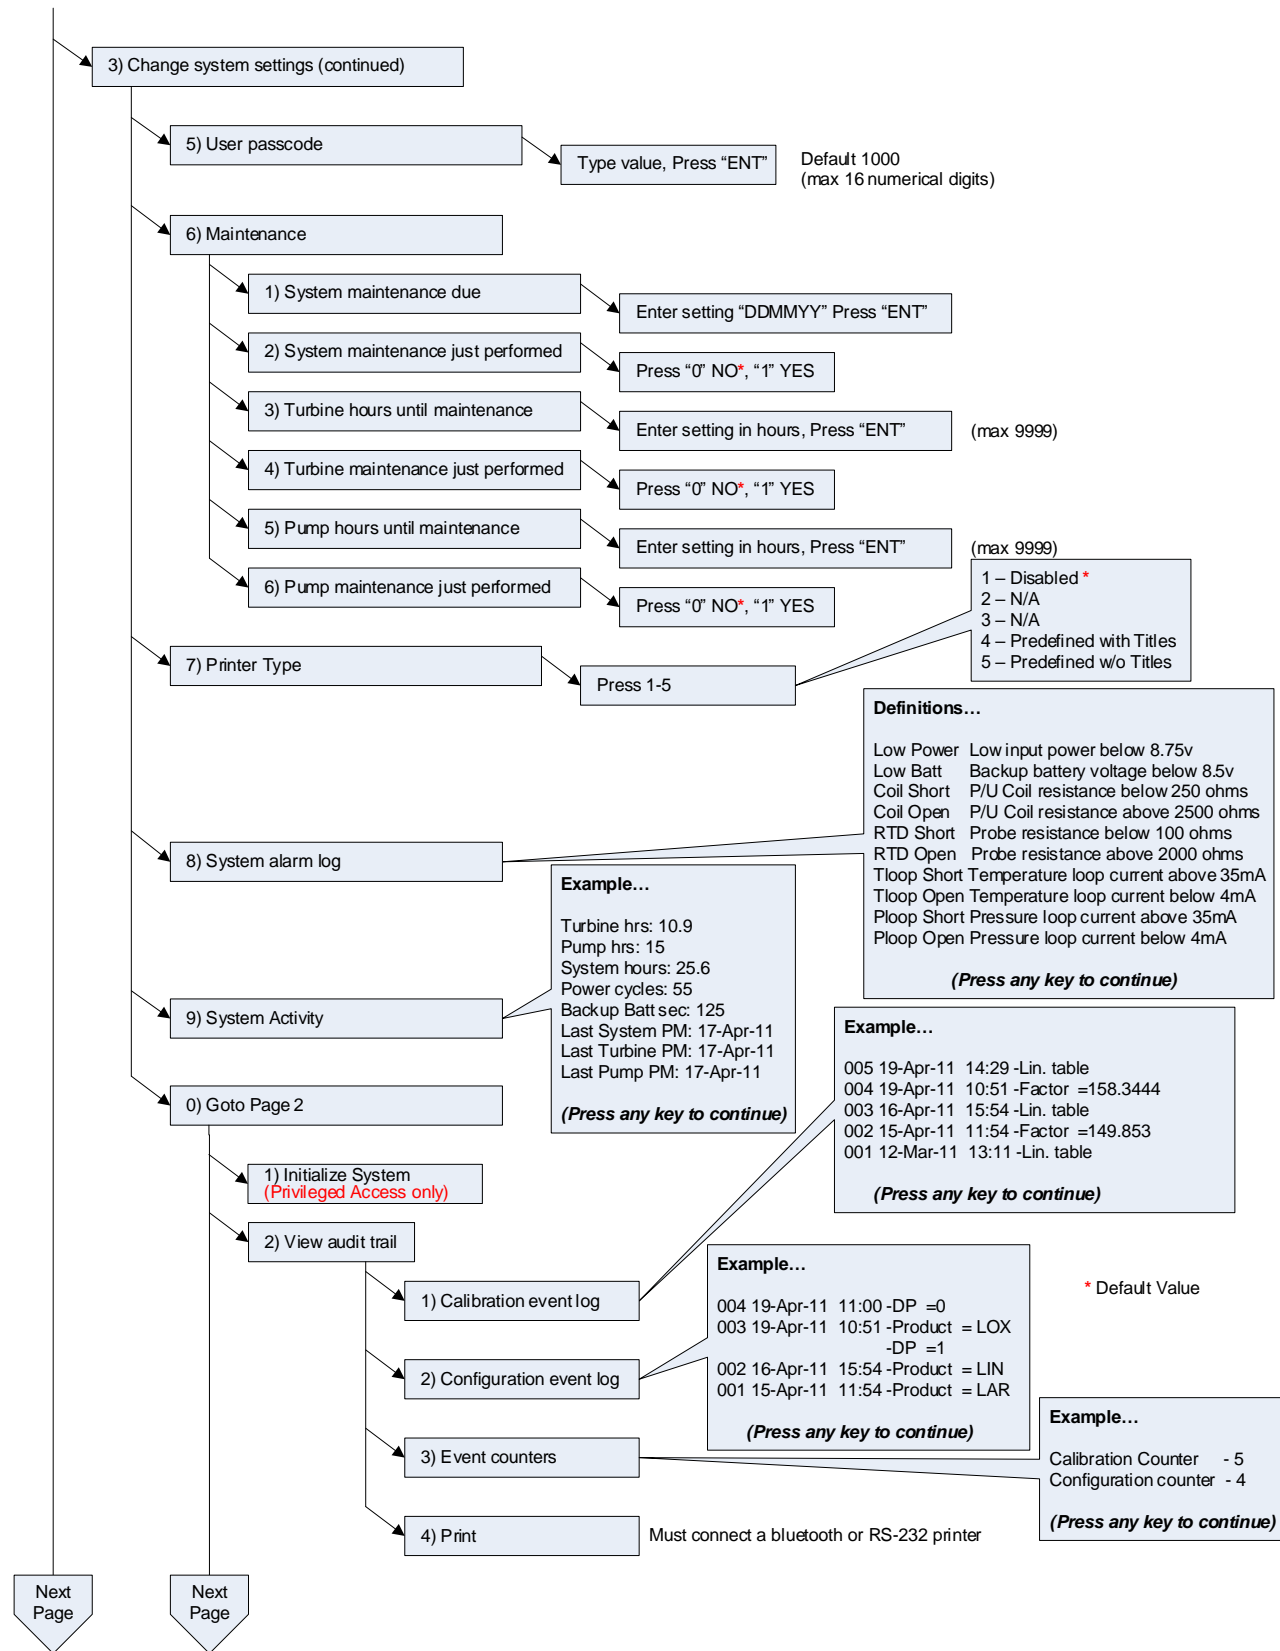 3) Change system settings (continued)
5) User passcode
Type value, Press “ENT”
Default 1000
(max 16 numerical digits)
6) Maintenance
1) System maintenance due
Enter setting “DDMMYY” Press “ENT”
2) System maintenance just performed
Press “0” NO*, “1” YES
3) Turbine hours until maintenance
Enter setting in hours, Press “ENT”
(max 9999)
4) Turbine maintenance just performed
Press “0” NO*, “1” YES
5) Pump hours until maintenance
Enter setting in hours, Press “ENT”
(max 9999)
6) Pump maintenance just performed
Press “0” NO*, “1” YES
7) Printer Type
Press 1-5
1 – Disabled *
2 – N/A
3 – N/A
4 – Predefined with Titles
5 – Predefined w/o Titles
8) System alarm log
Definitions…
Low Power Low input power below 8.75v
Low Batt Backup battery voltage below 8.5v
Coil Short P/U Coil resistance below 250 ohms
Coil Open P/U Coil resistance above 2500 ohms
RTD Short Probe resistance below 100 ohms
RTD Open Probe resistance above 2000 ohms
Tloop Short Temperature loop current above 35mA
Tloop Open Temperature loop current below 4mA
Ploop Short Pressure loop current above 35mA
Ploop Open Pressure loop current below 4mA
(Press any key to continue)
9) System Activity
Example…
Turbine hrs: 10.9
Pump hrs: 15
System hours: 25.6
Power cycles: 55
Backup Batt sec: 125
Last System PM: 17-Apr-11
Last Turbine PM: 17-Apr-11
Last Pump PM: 17-Apr-11
(Press any key to continue)
0) Goto Page 2
1) Initialize System
(Privileged Access only)
2) View audit trail
1) Calibration event log
Example…
005 19-Apr-11 14:29 -Lin. table
004 19-Apr-11 10:51 -Factor =158.3444
003 16-Apr-11 15:54 -Lin. table
002 15-Apr-11 11:54 -Factor =149.853
001 12-Mar-11 13:11 -Lin. table
(Press any key to continue)
2) Configuration event log
Example…
004 19-Apr-11 11:00 -DP =0
003 19-Apr-11 10:51 -Product = LOX
-DP =1
002 16-Apr-11 15:54 -Product = LIN
001 15-Apr-11 11:54 -Product = LAR
(Press any key to continue)
* Default Value
3) Event counters
Example…
Calibration Counter - 5
Configuration counter - 4
(Press any key to continue)
4) Print
Must connect a bluetooth or RS-232 printer
Next
Page
Next
Page